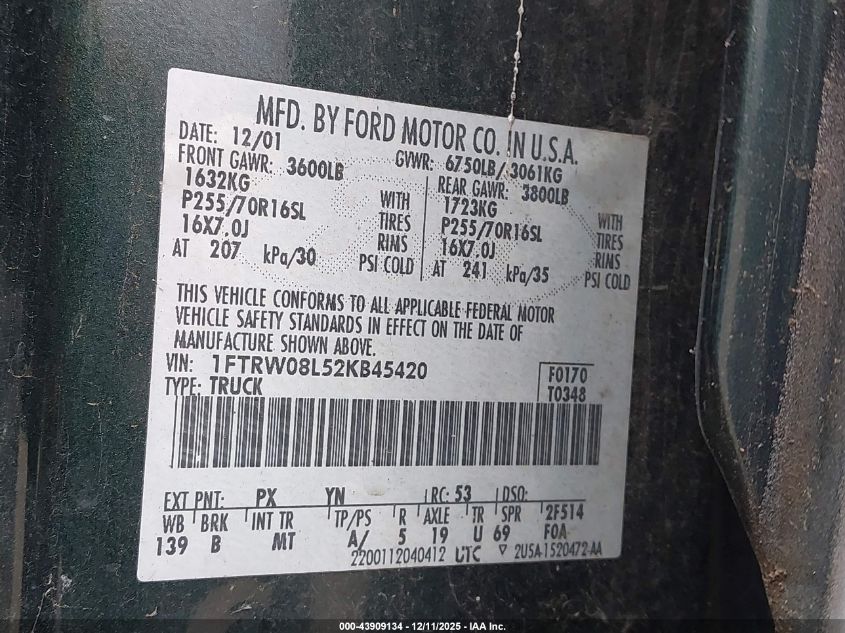 MFD. BY FORD MOTOR CO. IN U.S.A.
DATE: 12/01 GVWR: 6750LB/ 3061KG
FRONT GAWR: 3600LB REAR GAWR: 3800LB
1632KG WITH 1723KG WITH
P255/70R16SL TIRES P255/70R16SL TIRES
16X7.0J RIMS 16X7.0J RIMS
AT 207 kPa/30 PSI COLD AT 241 kPa/35 PSI COLD
THIS VEHICLE CONFORMS TO ALL APPLICABLE FEDERAL MOTOR
VEHICLE SAFETY STANDARDS IN EFFECT ON THE DATE OF
MANUFACTURE SHOWN ABOVE.
VIN: 1FTRW08L52KB45420 F0170
TYPE: TRUCK T0348
EXT PNT: PX YN RC: 53 DSO:
WB BRK INT TR TP/PS R AXLE TR SPR 2F514
139 B MT A/ 5 19 U 69 F0A
2200112040412 UTC ▽ 2U5A-1520472-AA
000-43909134 - 12/11/2025 - IAA Inc.